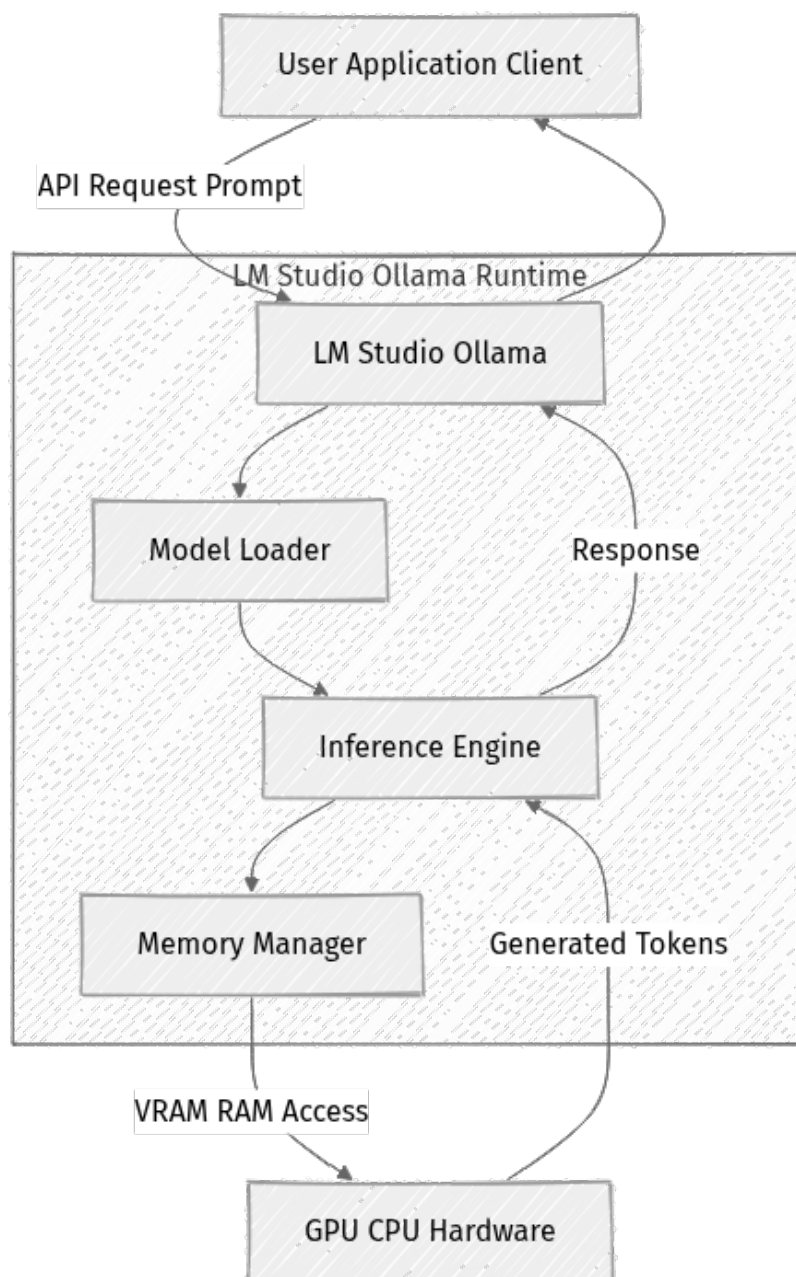 User Application Client
API Request Prompt
LM Studio Ollama Runtime
LM Studio Ollama
Model Loader
Response
Inference Engine
Memory Manager
Generated Tokens
VRAM RAM Access
GPU CPU Hardware